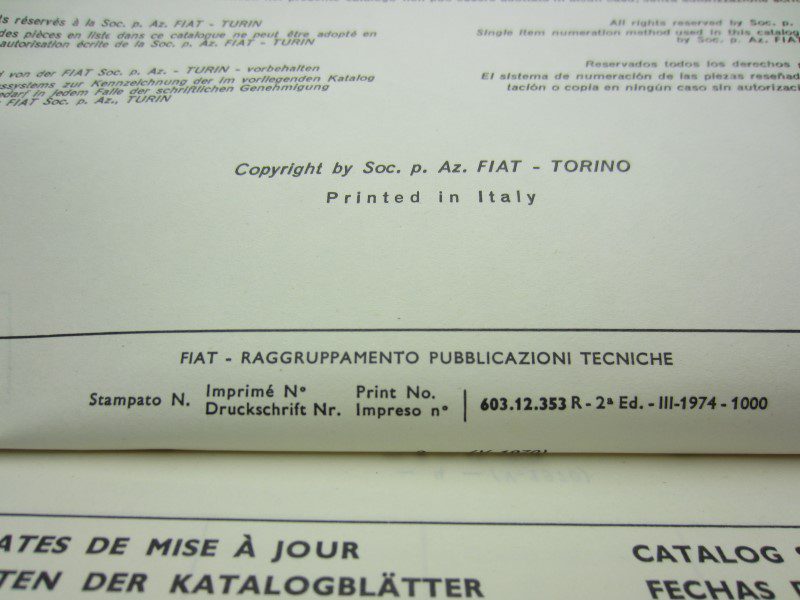 ts réservés à la Soc. p. Az. FIAT - TURIN
des pièces en liste dans ce catalogue ne peut être adopté en
autorisation écrite de la Soc. p. Az. FIAT - TURIN
All rights reserved by Soc. p.
Single item numeration method used in this catalog
by Soc. p. Az. FIAT
d von der FIAT Soc. p. Az. - TURIN - vorbehalten
ssystems zur Kennzeichnung der im vorliegenden Katalog
bedarf in jedem Falle der schriftlichen Genehmigung
FIAT Soc. p. Az., TURIN
Reservados todos los derechos
El sistema de numeración de las piezas reseñad
tación o copia en ningún caso sin autorizaci
Copyright by Soc. p. Az. FIAT - TORINO
Printed in Italy
FIAT - RAGGRUPPAMENTO PUBBLICAZIONI TECNICHE
Stampato N. Imprimé N° Print No.
Druckschrift Nr. Impreso n° 603.12.353 R - 2ª Ed. - III-1974 - 1000
ATES DE MISE À JOUR
TEN DER KATALOGBLÄTTER
CATALOG S
FECHAS D